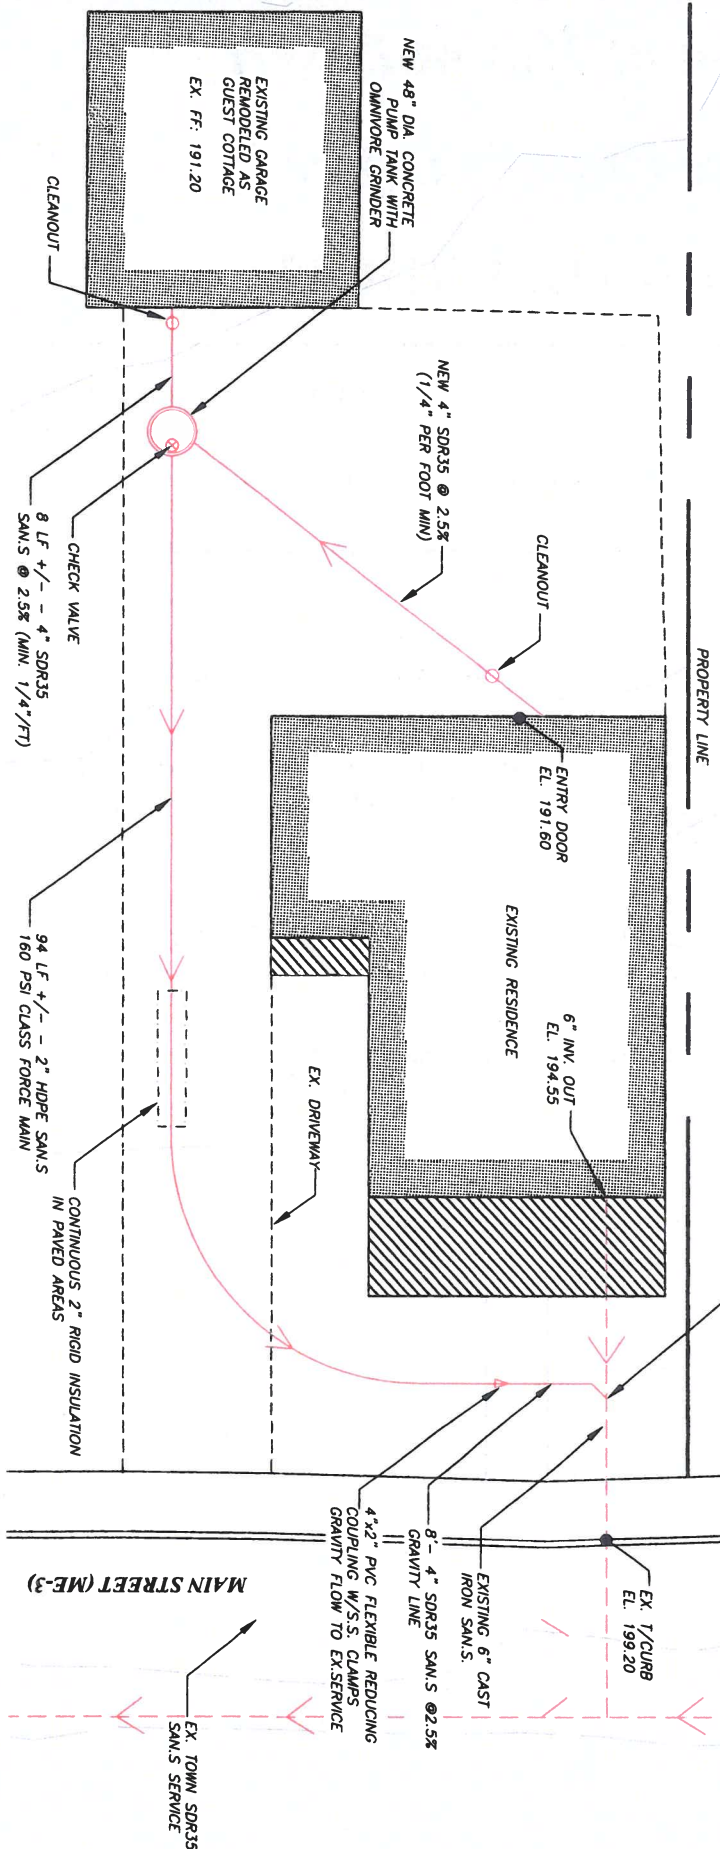 NEW 48" DIA. CONCRETE
PUMP TANK WITH
OMNIVORE GRINDER
EXISTING GARAGE
REMODELED AS
GUEST COTTAGE
EX. FF: 191.20
CLEANOUT
NEW 4" SDR35 @ 2.5%
(1/4" PER FOOT MIN)
CLEANOUT
CHECK VALVE
8 LF +/- - 4" SDR35
SAN.S @ 2.5% (MIN. 1/4"/FT)
PROPERTY LINE
ENTRY DOOR
EL. 191.60
EXISTING RESIDENCE
6" INV. OUT
EL. 194.55
94 LF +/- - 2" HDPE SAN.S
160 PSI CLASS FORCE MAIN
EX. DRIVEWAY
CONTINUOUS 2" RIGID INSULATION
IN PAVED AREAS
EX. T/CURB
EL. 199.20
EXISTING 6" CAST
IRON SAN.S.
8'- 4" SDR35 SAN.S @2.5%
GRAVITY LINE
4"x2" PVC FLEXIBLE REDUCING
COUPLING W/S.S. CLAMPS
GRAVITY FLOW TO EX.SERVICE
MAIN STREET (ME-3)
EX. TOWN SDR35
SAN.S SERVICE